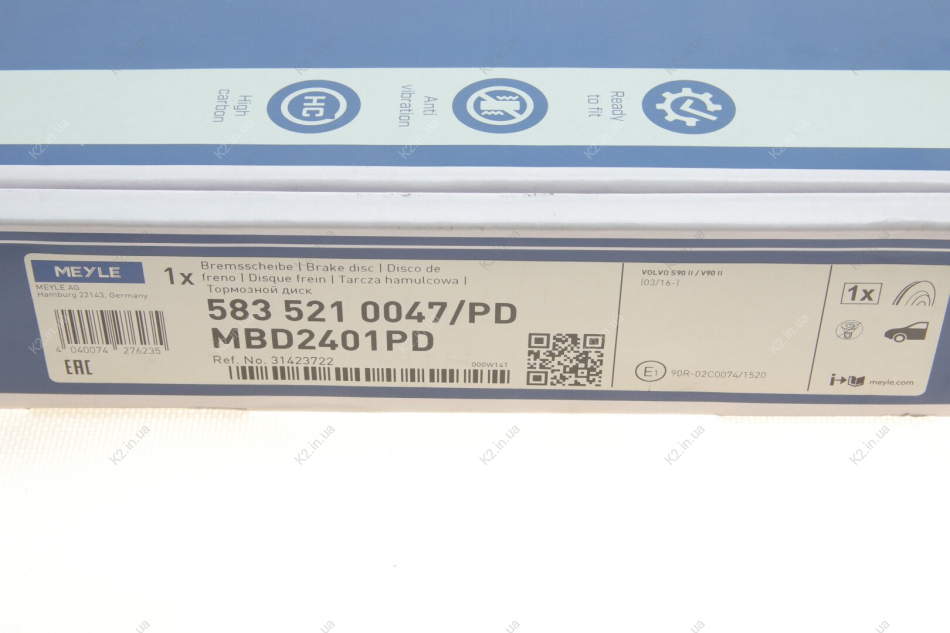 High
carbon
HC
Anti
vibration
Ready
to fit
MEYLE
MEYLE AG
Hamburg 22143, Germany
4 040074 276235
EAC
1x
Bremsscheibe | Brake disc | Disco de
freno | Disque frein | Tarcza hamulcowa |
Тормозной диск
583 521 0047/PD
MBD2401PD
Ref. No. 31423722
000W141
VOLVO S90 II / V90 II
(03/16-)
E1
90R-02C0074/1520
1x
meyle.com
K2.in.ua